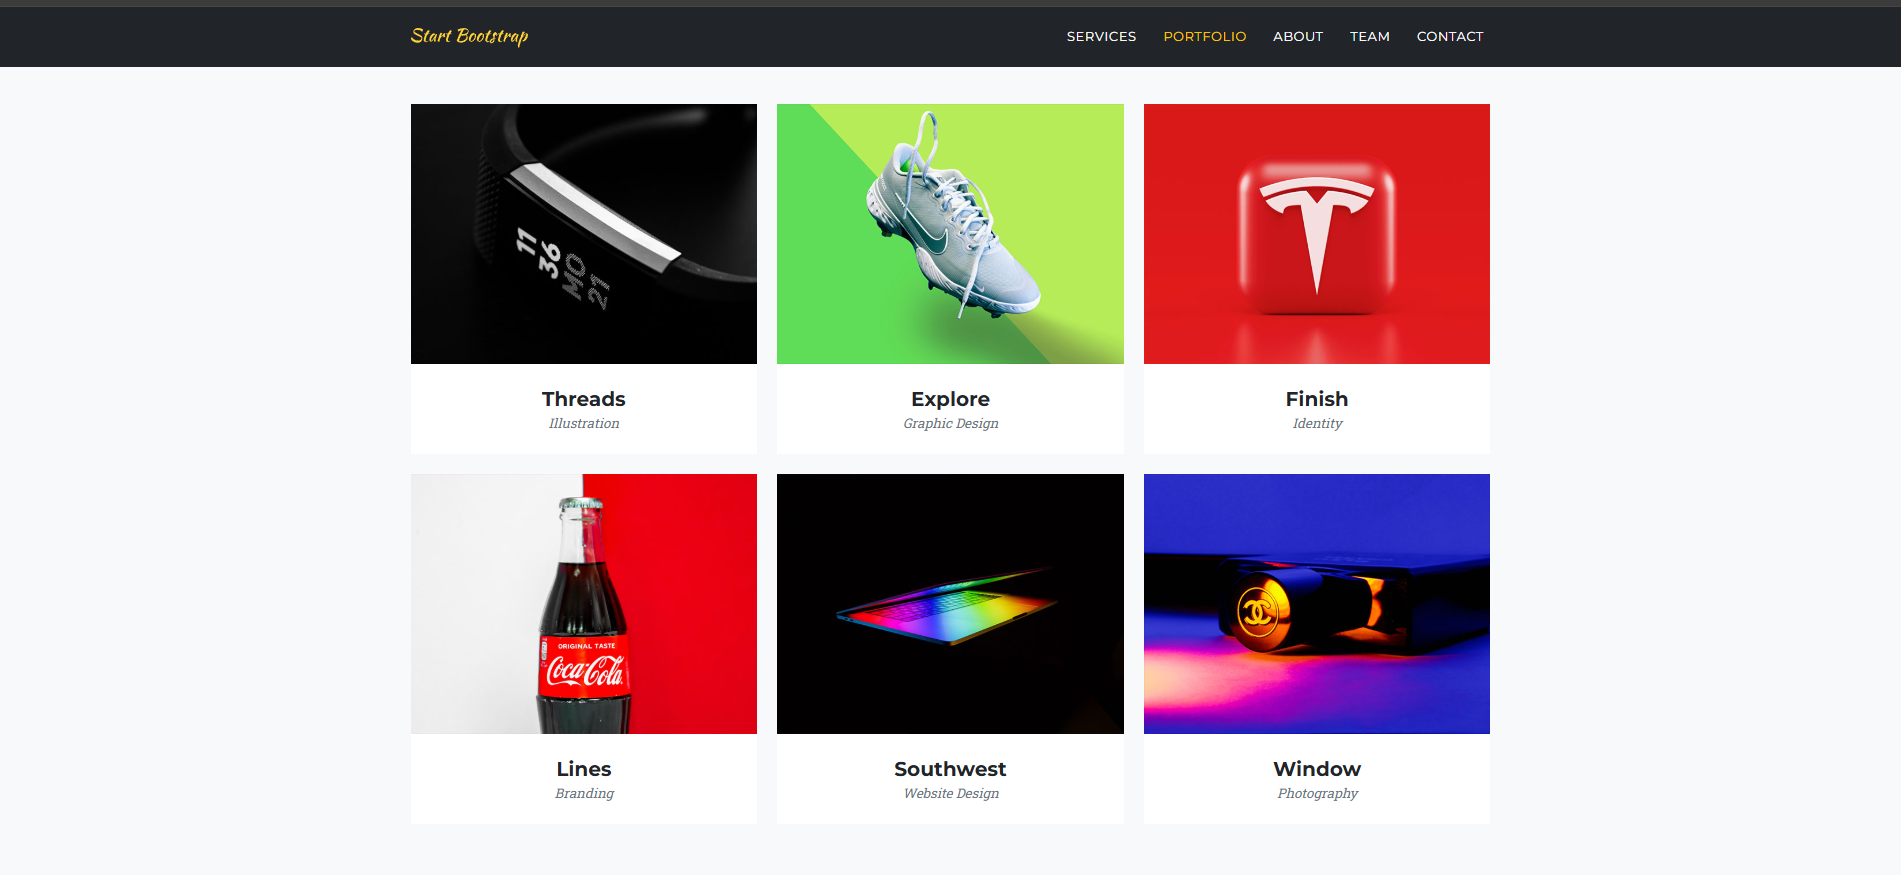 Start Bootstrap
SERVICES PORTFOLIO ABOUT TEAM CONTACT
11
36
MO
21
Threads
Illustration
Explore
Graphic Design
Finish
Identity
ORIGINAL TASTE
Coca-Cola
Lines
Branding
Southwest
Website Design
Window
Photography